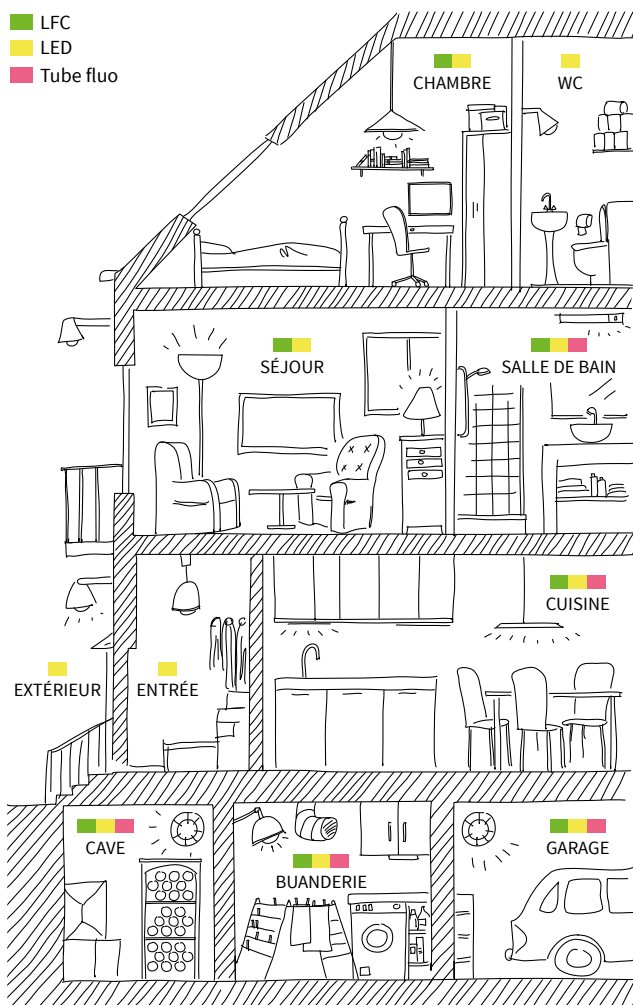 LFC
LED
Tube fluo
CHAMBRE
WC
SÉJOUR
SALLE DE BAIN
CUISINE
EXTÉRIEUR
ENTRÉE
CAVE
BUANDERIE
GARAGE